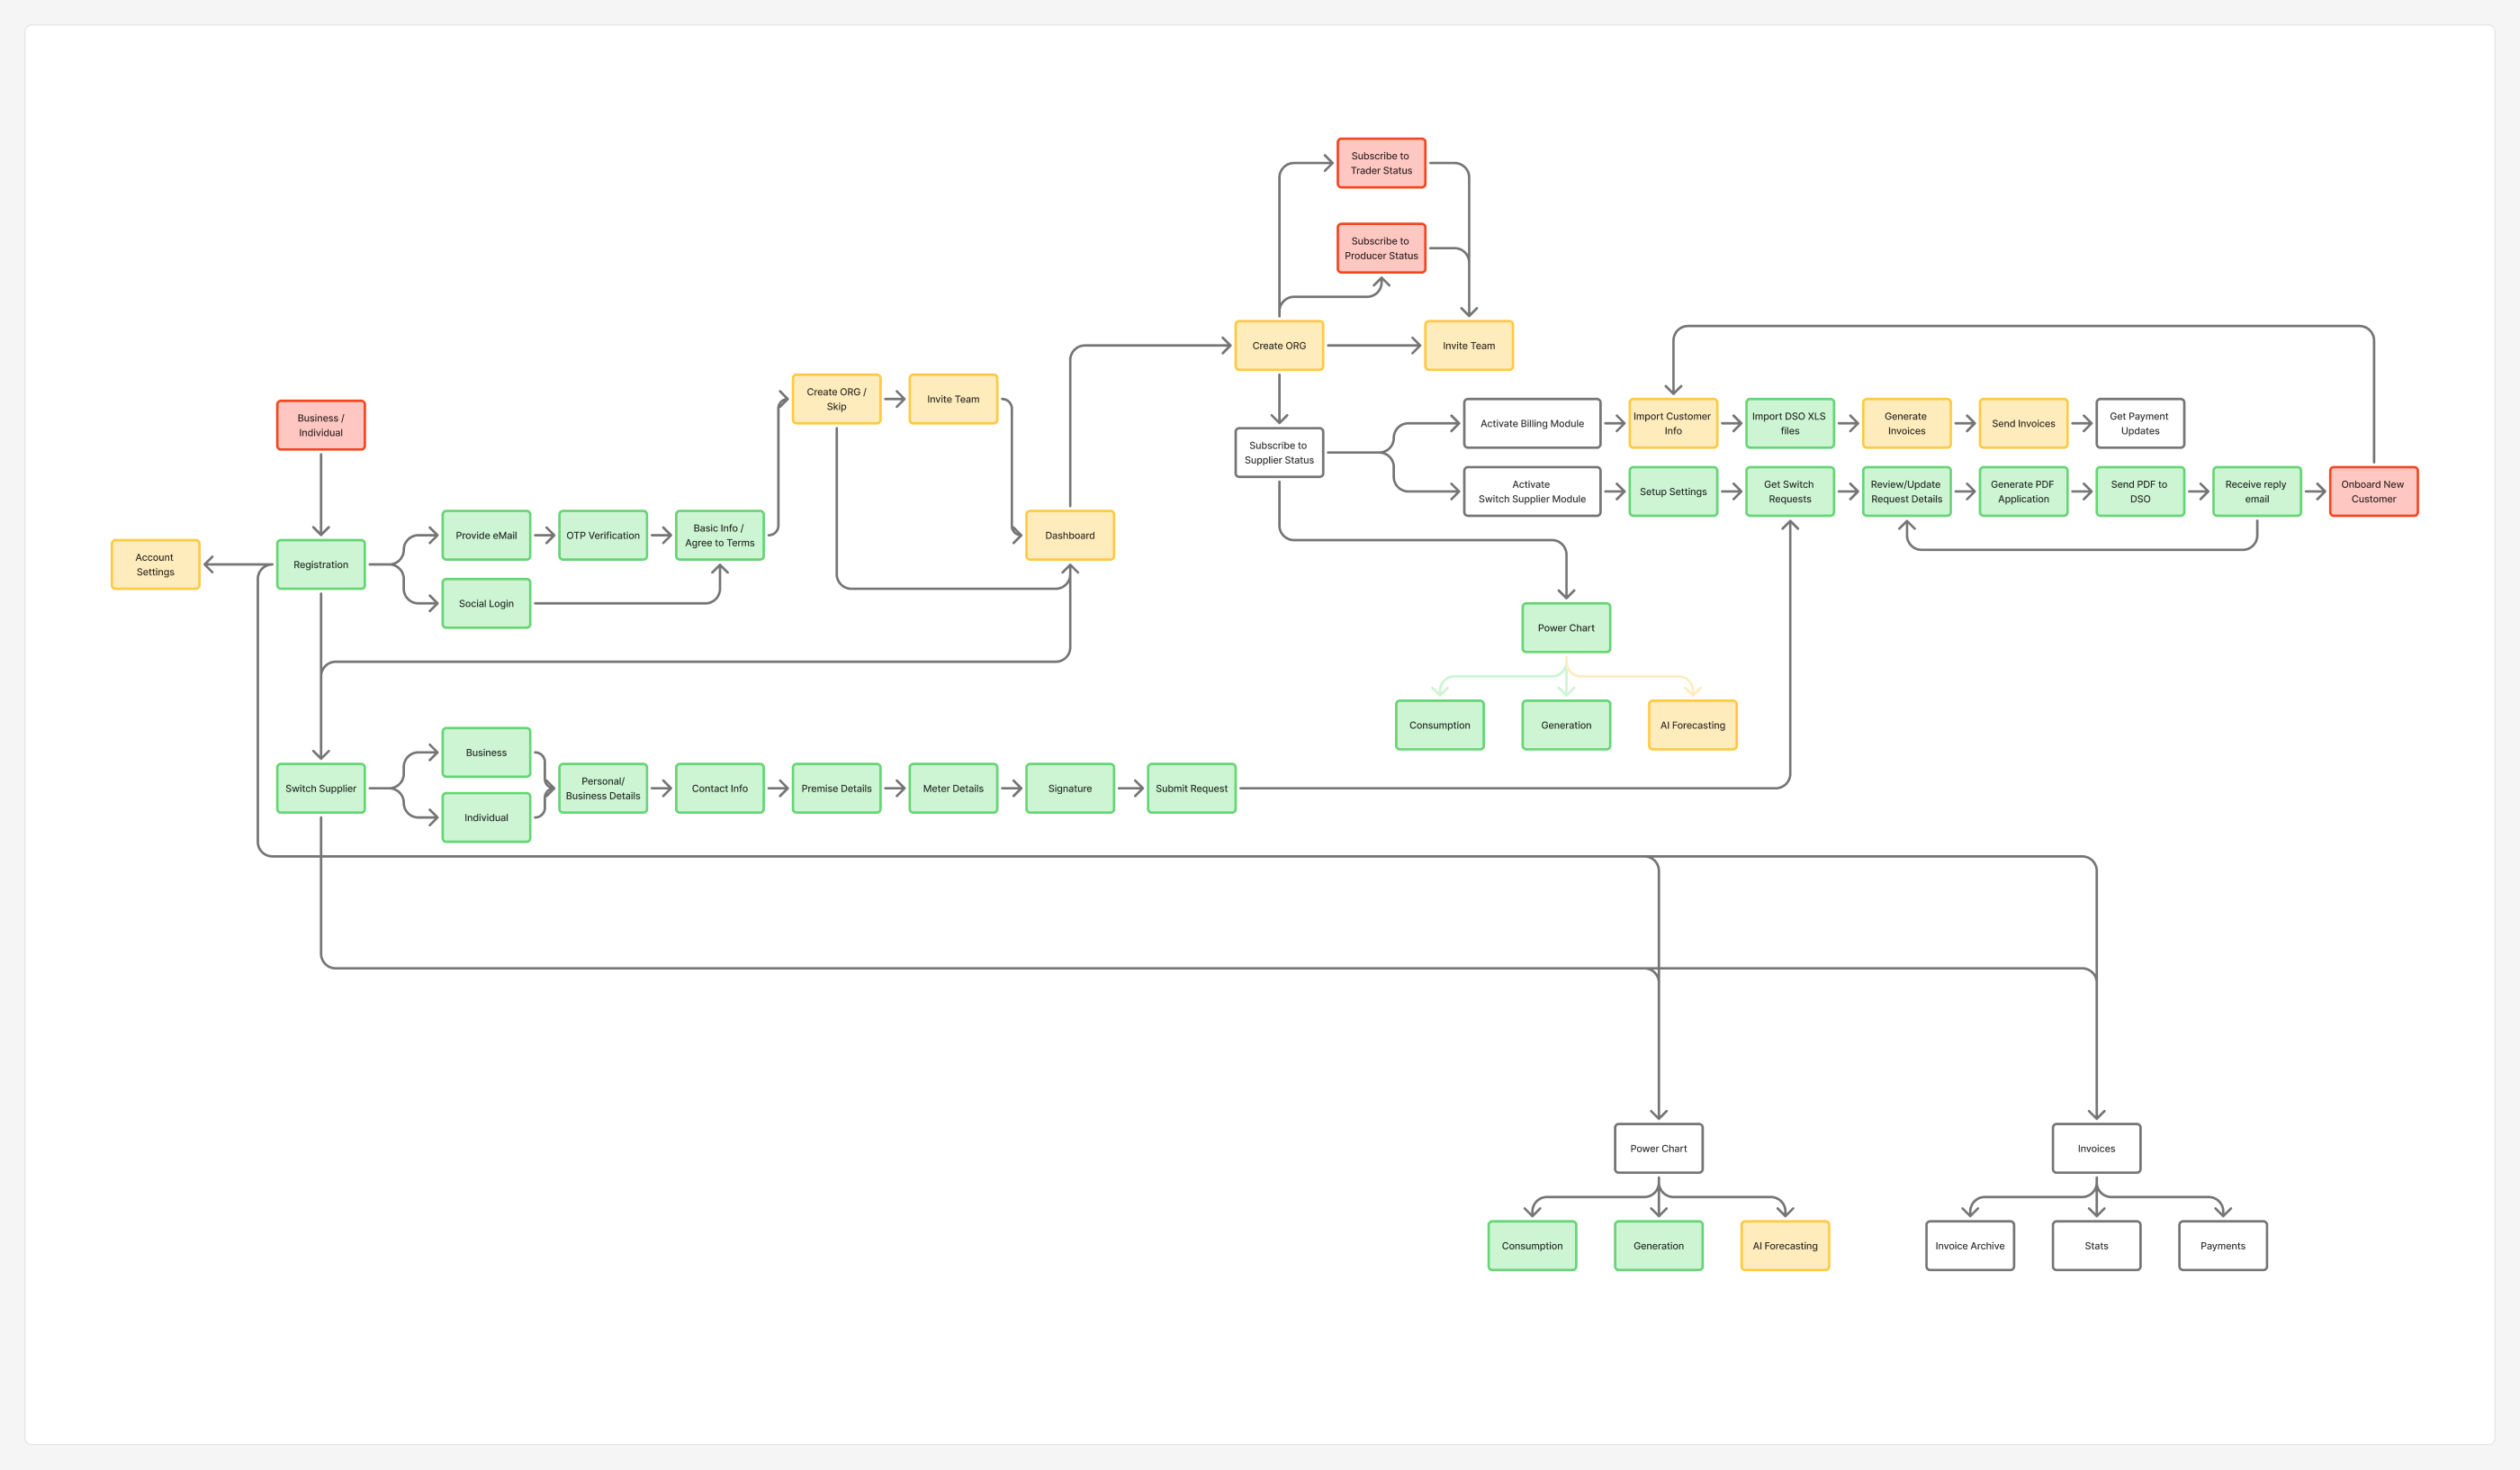 Subscribe to
Trader Status
Subscribe to
Producer Status
Create ORG
Invite Team
Business /
Individual
Create ORG /
Skip
Invite Team
Subscribe to
Supplier Status
Activate Billing Module
Import Customer
Info
Import DSO XLS
files
Generate
Invoices
Send Invoices
Get Payment
Updates
Activate
Switch Supplier Module
Setup Settings
Get Switch
Requests
Review/Update
Request Details
Generate PDF
Application
Send PDF to
DSO
Receive reply
email
Onboard New
Customer
Account
Settings
Registration
Provide eMail
OTP Verification
Basic Info /
Agree to Terms
Dashboard
Social Login
Power Chart
Consumption
Generation
AI Forecasting
Switch Supplier
Business
Individual
Personal/
Business Details
Contact Info
Premise Details
Meter Details
Signature
Submit Request
Power Chart
Invoices
Consumption
Generation
AI Forecasting
Invoice Archive
Stats
Payments